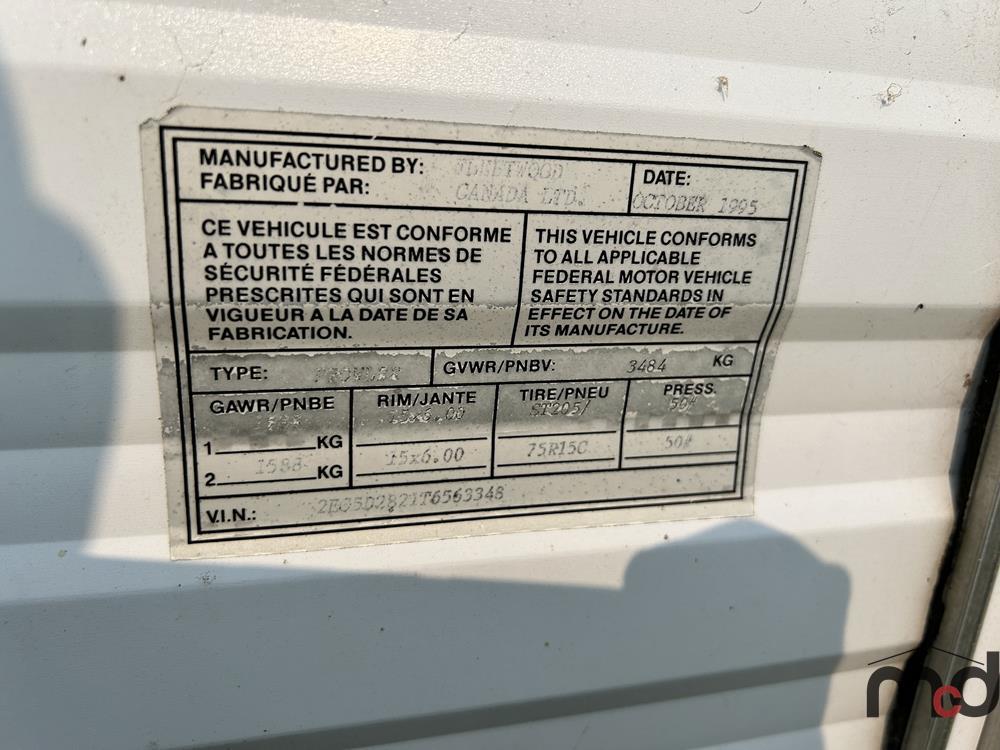 MANUFACTURED BY: FLEETWOOD
FABRIQUÉ PAR: CANADA LTD.
DATE:
OCTOBER 1995
CE VEHICULE EST CONFORME
A TOUTES LES NORMES DE
SÉCURITÉ FÉDÉRALES
PRESCRITES QUI SONT EN
VIGUEUR A LA DATE DE SA
FABRICATION.
THIS VEHICLE CONFORMS
TO ALL APPLICABLE
FEDERAL MOTOR VEHICLE
SAFETY STANDARDS IN
EFFECT ON THE DATE OF
ITS MANUFACTURE.
TYPE: PROWLER
GVWR/PNBV: 3484 KG
GAWR/PNBE
1 KG
2. 1588 KG
RIM/JANTE
15x6.00
15x6.00
TIRE/PNEU
ST205/
75R15C
PRESS.
50#
50#
V.I.N.:
mcd